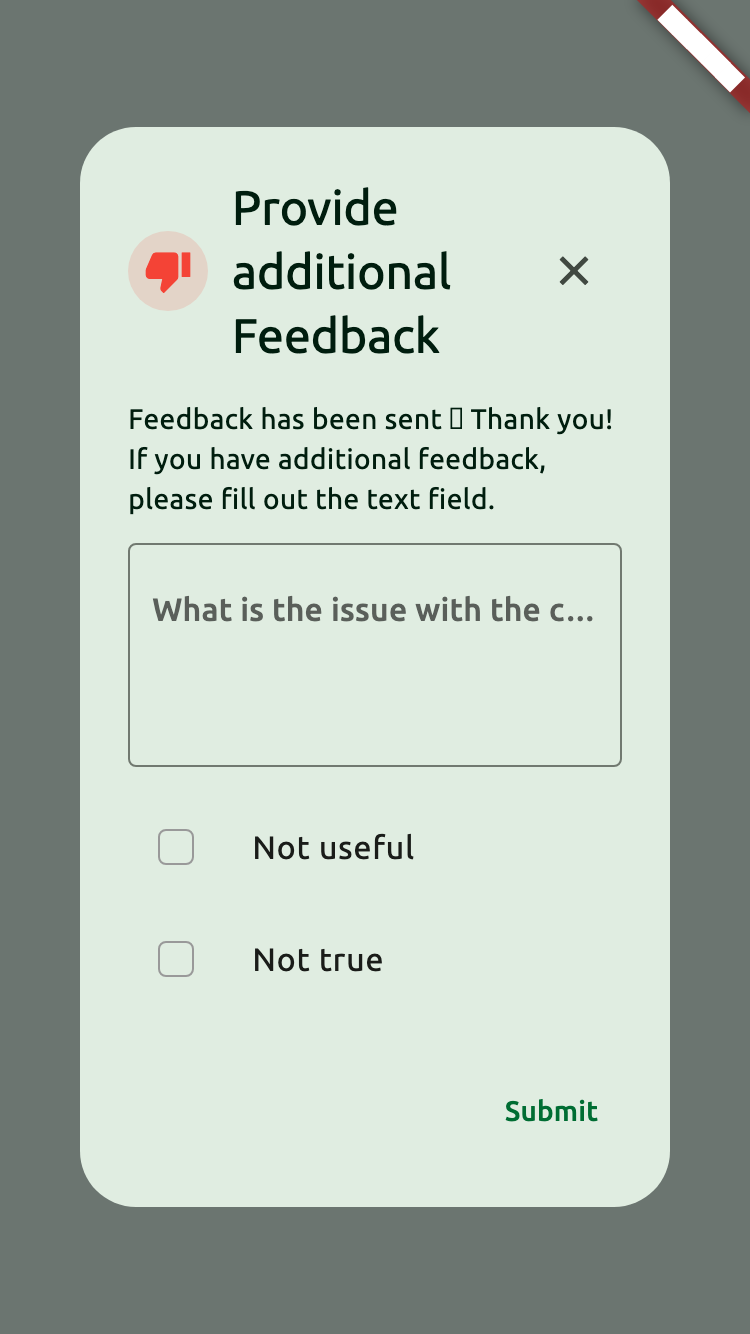 Provide
additional
Feedback
Feedback has been sent ▯ Thank you!
If you have additional feedback,
please fill out the text field.
What is the issue with the c...
Not useful
Not true
Submit